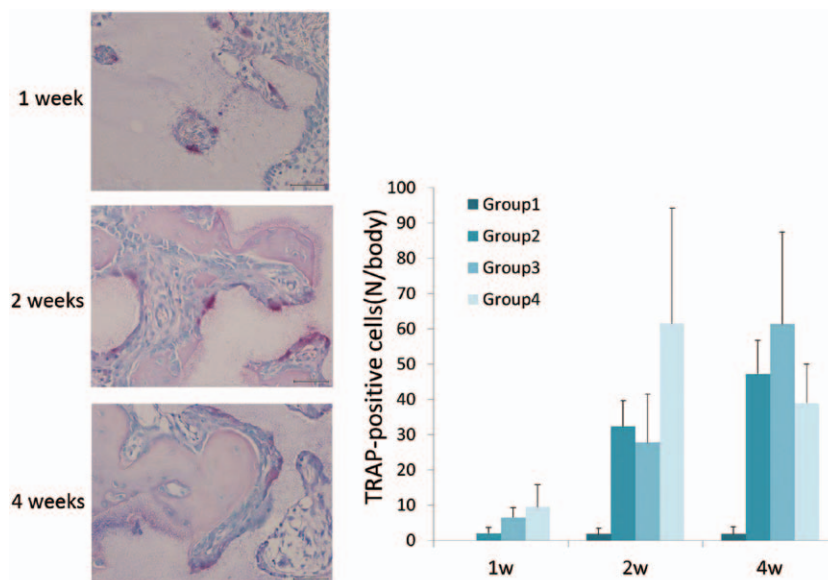 1 week
2 weeks
4 weeks
TRAP-positive cells(N/body)
100
90
80
70
60
50
40
30
20
10
0
Group1
Group2
Group3
Group4
1w
2w
4w